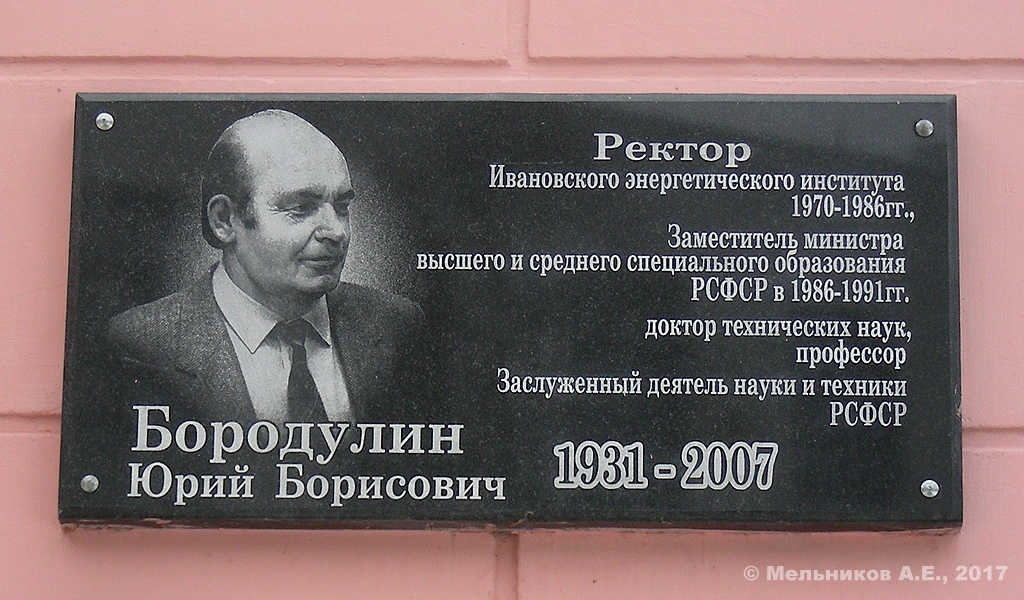 Ректор
Ивановского энергетического института
1970-1986гг.,
Заместитель министра
высшего и среднего специального образования
РСФСР в 1986-1991гг.
доктор технических наук,
профессор
Заслуженный деятель науки и техники
РСФСР
Бородулин
Юрий Борисович
1931 - 2007
© Мельников А.Е., 2017